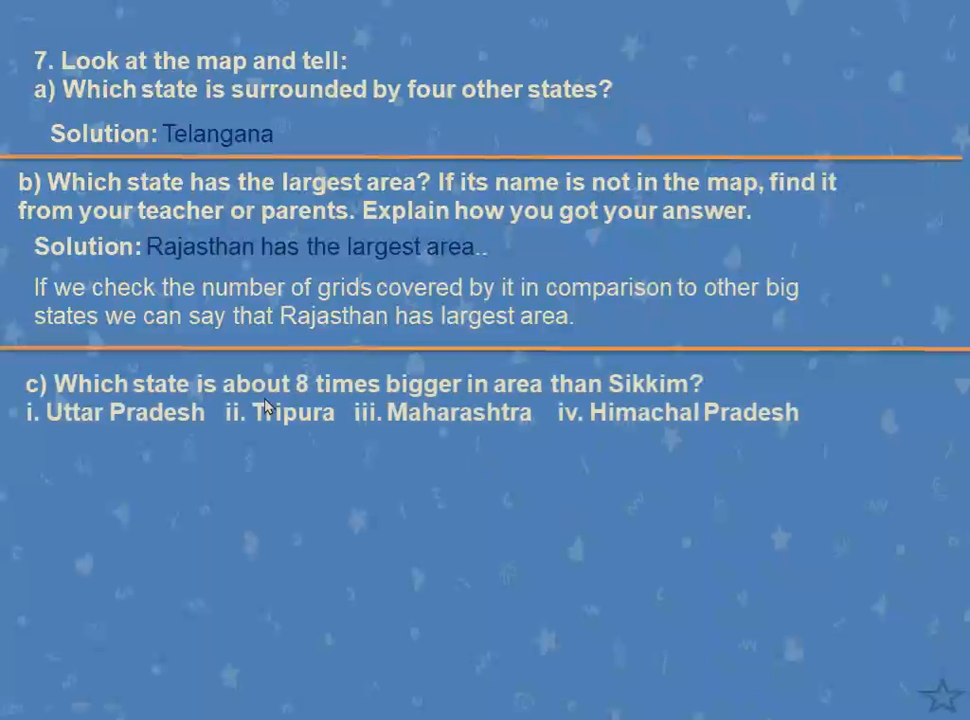 7. Look at the map and tell:
a) Which state is surrounded by four other states?
Solution: Telangana
b) Which state has the largest area? If its name is not in the map, find it
from your teacher or parents. Explain how you got your answer.
Solution: Rajasthan has the largest area..
If we check the number of grids covered by it in comparison to other big
states we can say that Rajasthan has largest area.
c) Which state is about 8 times bigger in area than Sikkim?
i. Uttar Pradesh ii. Tripura iii. Maharashtra iv. Himachal Pradesh